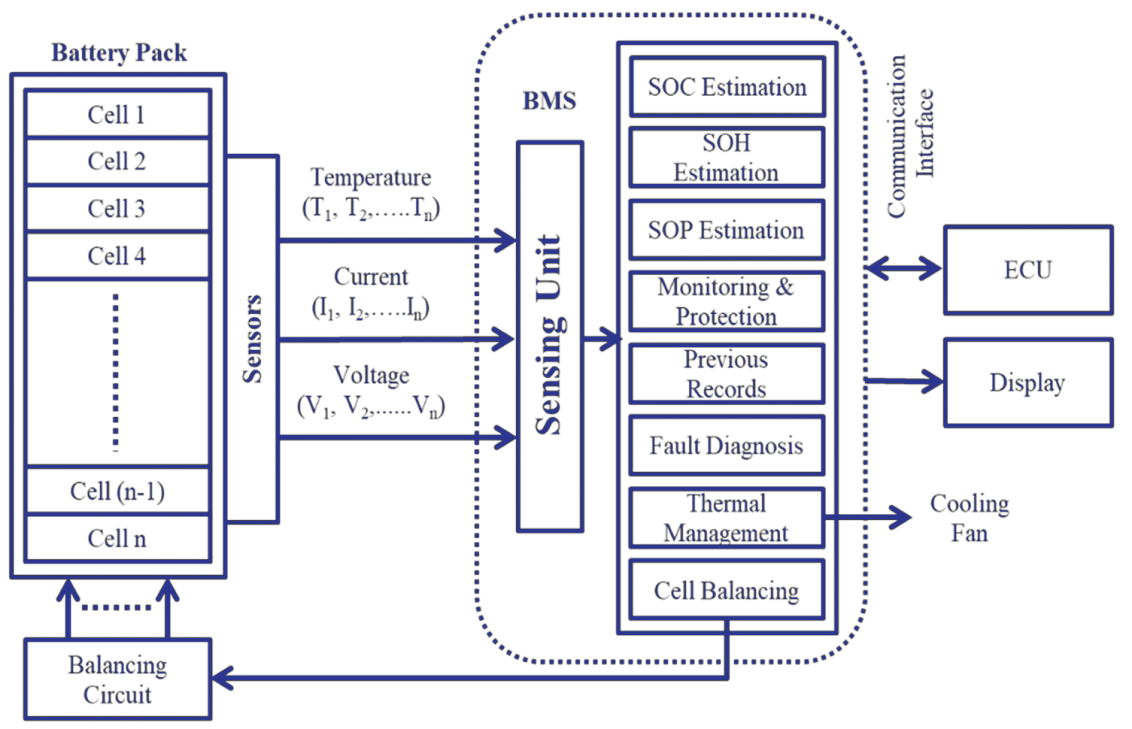 Battery Pack
Cell 1
Cell 2
Cell 3
Cell 4
Cell (n-1)
Cell n
Sensors
Temperature
(T1, T2,…..Tn)
Current
(I1, I2,…..In)
Voltage
(V1, V2,......Vn)
BMS
Sensing Unit
SOC Estimation
SOH
Estimation
SOP Estimation
Monitoring &
Protection
Previous
Records
Fault Diagnosis
Thermal
Management
Cell Balancing
Communication
Interface
ECU
Display
Cooling
Fan
Balancing
Circuit